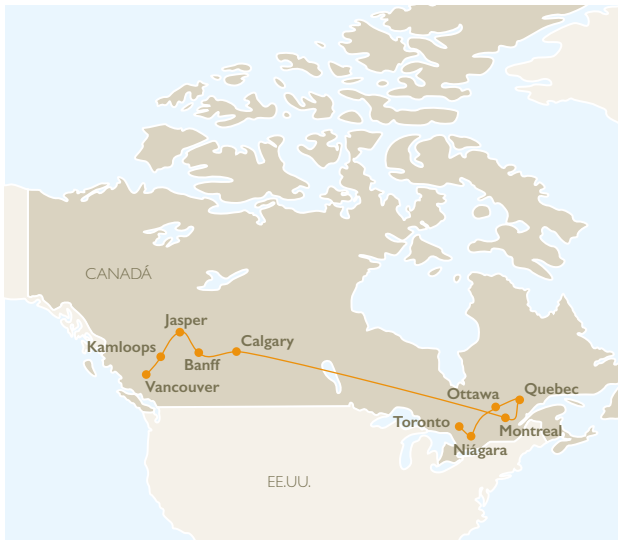 CANADÁ
Jasper
Kamloops
Calgary
Banff
Vancouver
Ottawa
Quebec
Toronto
Montreal
Niágara
EE.UU.